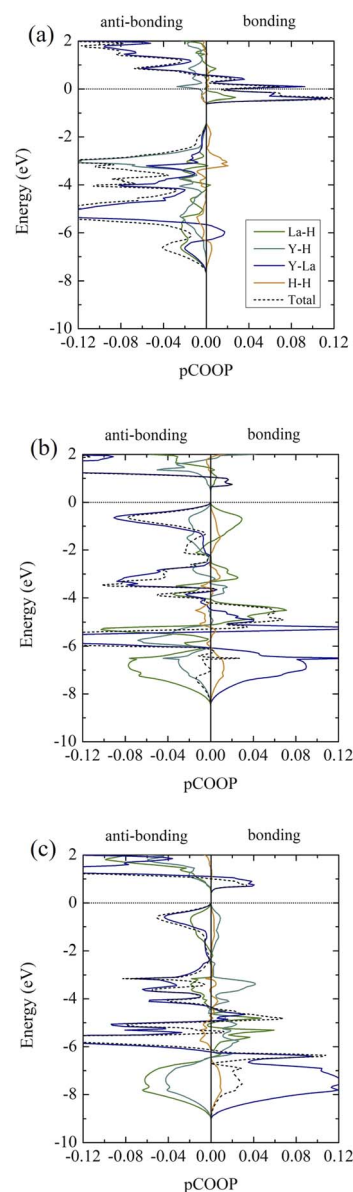 anti-bonding bonding
(a)
2
0
-2
-4
-6
-8
-10
Energy (eV)
La-H
Y-H
Y-La
H-H
Total
-0.12 -0.08 -0.04 0.00 0.04 0.08 0.12
pCOOP
anti-bonding bonding
(b)
2
0
-2
-4
-6
-8
-10
Energy (eV)
-0.12 -0.08 -0.04 0.00 0.04 0.08 0.12
pCOOP
anti-bonding bonding
(c)
2
0
-2
-4
-6
-8
-10
Energy (eV)
-0.12 -0.08 -0.04 0.00 0.04 0.08 0.12
pCOOP